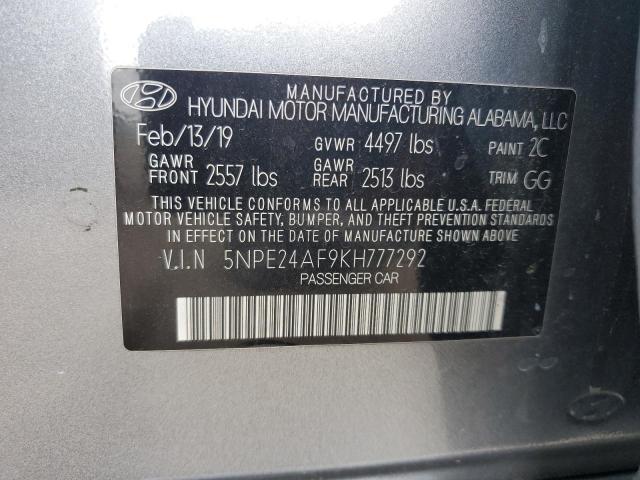 MANUFACTURED BY
HYUNDAI MOTOR MANUFACTURING ALABAMA, LLC
Feb/13/19 GVWR 4497 lbs PAINT 2C
GAWR FRONT 2557 lbs GAWR REAR 2513 lbs TRIM GG
THIS VEHICLE CONFORMS TO ALL APPLICABLE U.S.A. FEDERAL
MOTOR VEHICLE SAFETY, BUMPER, AND THEFT PREVENTION STANDARDS
IN EFFECT ON THE DATE OF MANUFACTURE SHOWN ABOVE.
V.I.N 5NPE24AF9KH777292
PASSENGER CAR